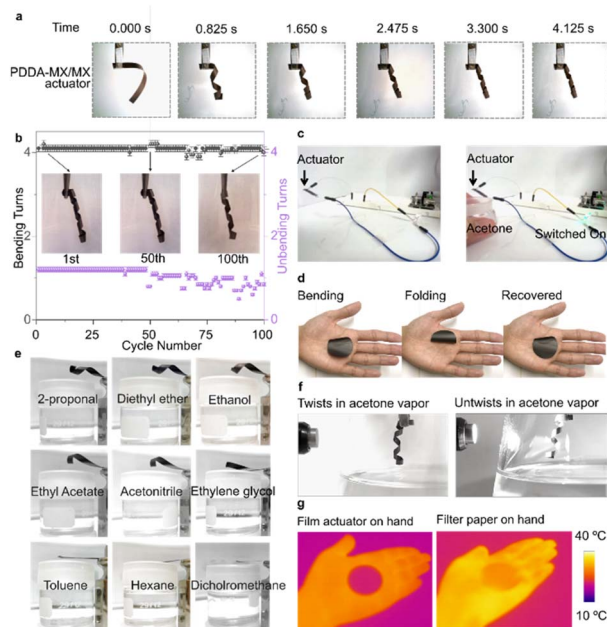 a
Time 0.000 s 0.825 s 1.650 s 2.475 s 3.300 s 4.125 s
PDDA-MX/MX
actuator
b
4
2
0
Bending Turns
1st 50th 100th
0 25 50 75 100
Cycle Number
4
2
0
Unbending Turns
c
Actuator
Actuator
Acetone
Switched On
d
Bending Folding Recovered
e
2-proponal Diethyl ether Ethanol
Ethyl Acetate Acetonitrile Ethylene glycol
Toluene Hexane Dicholromethane
f
Twists in acetone vapor Untwists in acetone vapor
g
Film actuator on hand Filter paper on hand
40 °C
10 °C